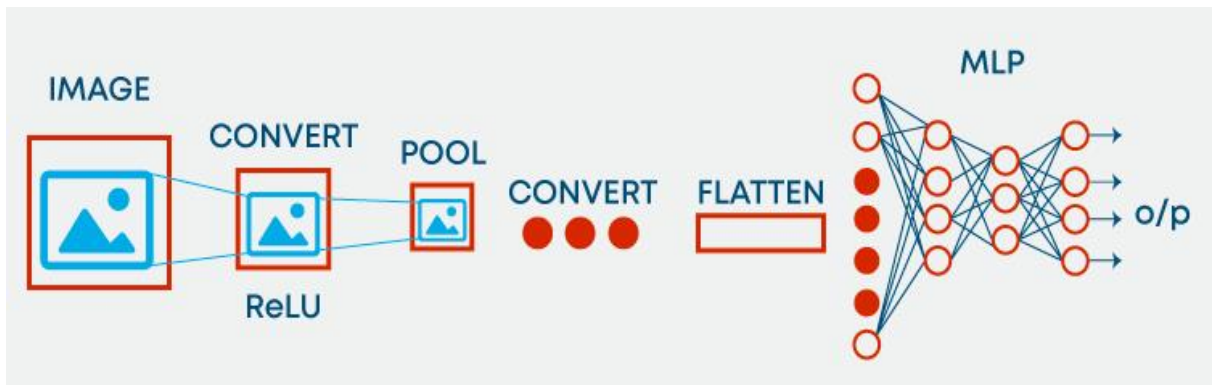 IMAGE
CONVERT
ReLU
POOL
CONVERT
FLATTEN
MLP
o/p